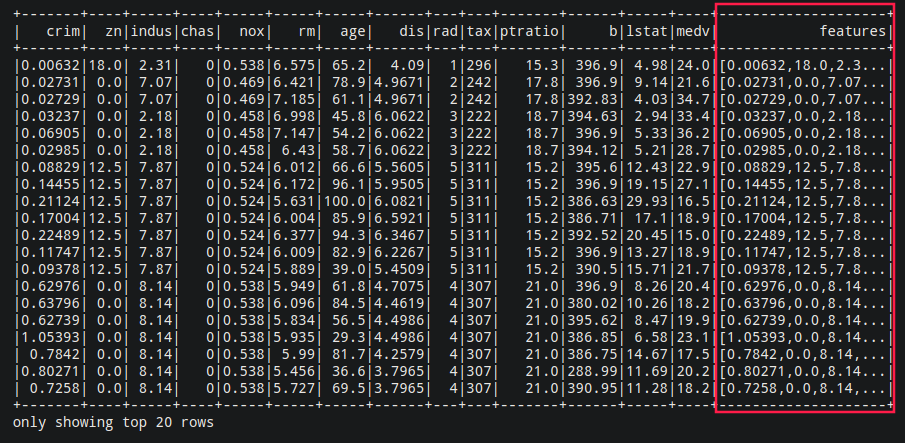 +-------+----+-----+----+-----+-----+-----+------+---+---+-------+------+-----+----+--------------------+
|   crim|  zn|indus|chas|  nox|   rm|  age|   dis|rad|tax|ptratio|     b|lstat|medv|            features|
+-------+----+-----+----+-----+-----+-----+------+---+---+-------+------+-----+----+--------------------+
|0.00632|18.0| 2.31|   0|0.538|6.575| 65.2|  4.09|  1|296|   15.3| 396.9| 4.98|24.0|[0.00632,18.0,2.3...|
|0.02731| 0.0| 7.07|   0|0.469|6.421| 78.9|4.9671|  2|242|   17.8| 396.9| 9.14|21.6|[0.02731,0.0,7.07...|
|0.02729| 0.0| 7.07|   0|0.469|7.185| 61.1|4.9671|  2|242|   17.8|392.83| 4.03|34.7|[0.02729,0.0,7.07...|
|0.03237| 0.0| 2.18|   0|0.458|6.998| 45.8|6.0622|  3|222|   18.7|394.63| 2.94|33.4|[0.03237,0.0,2.18...|
|0.06905| 0.0| 2.18|   0|0.458|7.147| 54.2|6.0622|  3|222|   18.7| 396.9| 5.33|36.2|[0.06905,0.0,2.18...|
|0.02985| 0.0| 2.18|   0|0.458| 6.43| 58.7|6.0622|  3|222|   18.7|394.12| 5.21|28.7|[0.02985,0.0,2.18...|
|0.08829|12.5| 7.87|   0|0.524|6.012| 66.6|5.5605|  5|311|   15.2| 395.6|12.43|22.9|[0.08829,12.5,7.8...|
|0.14455|12.5| 7.87|   0|0.524|6.172| 96.1|5.9505|  5|311|   15.2| 396.9|19.15|27.1|[0.14455,12.5,7.8...|
|0.21124|12.5| 7.87|   0|0.524|5.631|100.0|6.0821|  5|311|   15.2|386.63|29.93|16.5|[0.21124,12.5,7.8...|
|0.17004|12.5| 7.87|   0|0.524|6.004| 85.9|6.5921|  5|311|   15.2|386.71| 17.1|18.9|[0.17004,12.5,7.8...|
|0.22489|12.5| 7.87|   0|0.524|6.377| 94.3|6.3467|  5|311|   15.2|392.52|20.45|15.0|[0.22489,12.5,7.8...|
|0.11747|12.5| 7.87|   0|0.524|6.009| 82.9|6.2267|  5|311|   15.2| 396.9|13.27|18.9|[0.11747,12.5,7.8...|
|0.09378|12.5| 7.87|   0|0.524|5.889| 39.0|5.4509|  5|311|   15.2| 390.5|15.71|21.7|[0.09378,12.5,7.8...|
|0.62976| 0.0| 8.14|   0|0.538|5.949| 61.8|4.7075|  4|307|   21.0| 396.9| 8.26|20.4|[0.62976,0.0,8.14...|
|0.63796| 0.0| 8.14|   0|0.538|6.096| 84.5|4.4619|  4|307|   21.0|380.02|10.26|18.2|[0.63796,0.0,8.14...|
|0.62739| 0.0| 8.14|   0|0.538|5.834| 56.5|4.4986|  4|307|   21.0|395.62| 8.47|19.9|[0.62739,0.0,8.14...|
|1.05393| 0.0| 8.14|   0|0.538|5.935| 29.3|4.4986|  4|307|   21.0|386.85| 6.58|23.1|[1.05393,0.0,8.14...|
| 0.7842| 0.0| 8.14|   0|0.538| 5.99| 81.7|4.2579|  4|307|   21.0|386.75|14.67|17.5|[0.7842,0.0,8.14,...|
|0.80271| 0.0| 8.14|   0|0.538|5.456| 36.6|3.7965|  4|307|   21.0|288.99|11.69|20.2|[0.80271,0.0,8.14...|
| 0.7258| 0.0| 8.14|   0|0.538|5.727| 69.5|3.7965|  4|307|   21.0|390.95|11.28|18.2|[0.7258,0.0,8.14,...|
+-------+----+-----+----+-----+-----+-----+------+---+---+-------+------+-----+----+--------------------+
only showing top 20 rows